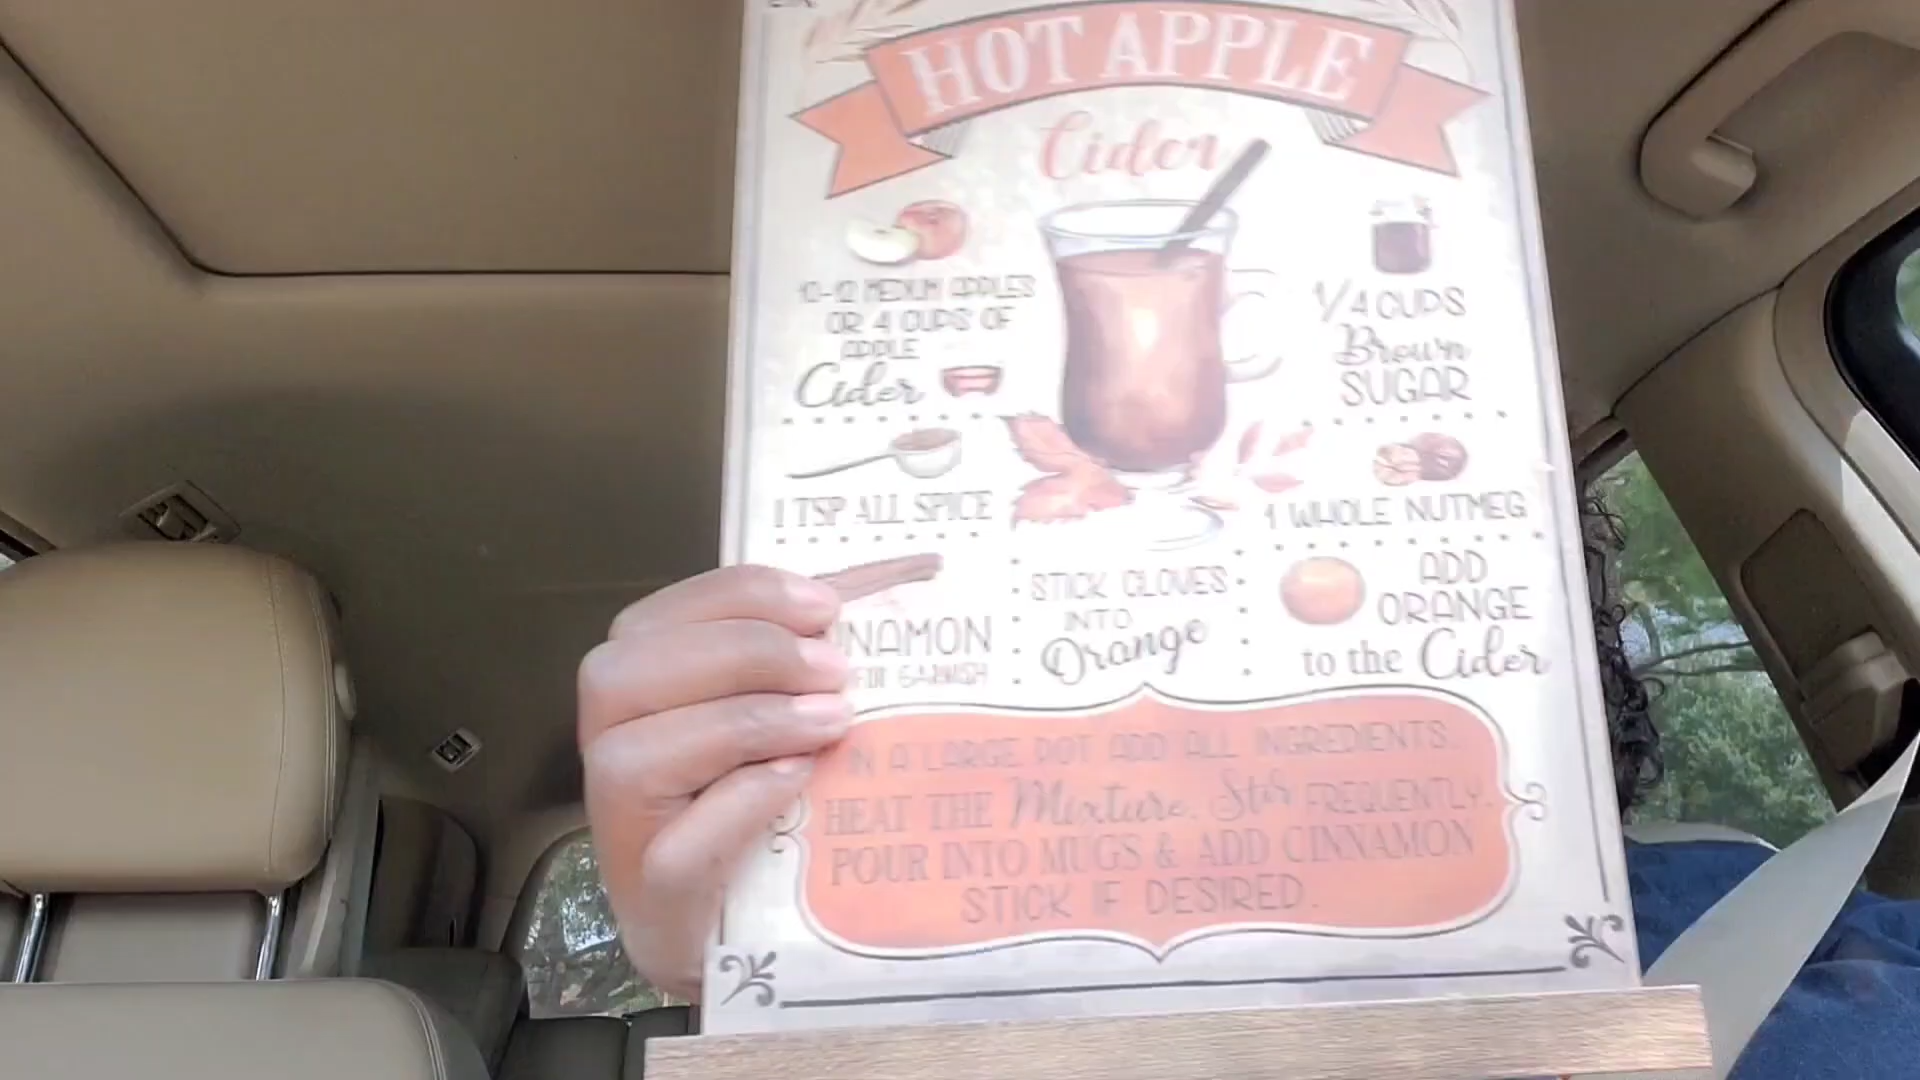 HOT APPLE
Cider
10-12 MEDIUM APPLES
OR 4 CUPS OF
APPLE
Cider
1/4 CUPS
Brown
SUGAR
1 TSP ALL SPICE
1 WHOLE NUTMEG
NAMON
FOR GARNISH
STICK CLOVES
INTO
Orange
ADD
ORANGE
to the Cider
IN A LARGE POT ADD ALL INGREDIENTS.
HEAT THE Mixture. Stir FREQUENTLY.
POUR INTO MUGS & ADD CINNAMON
STICK IF DESIRED.